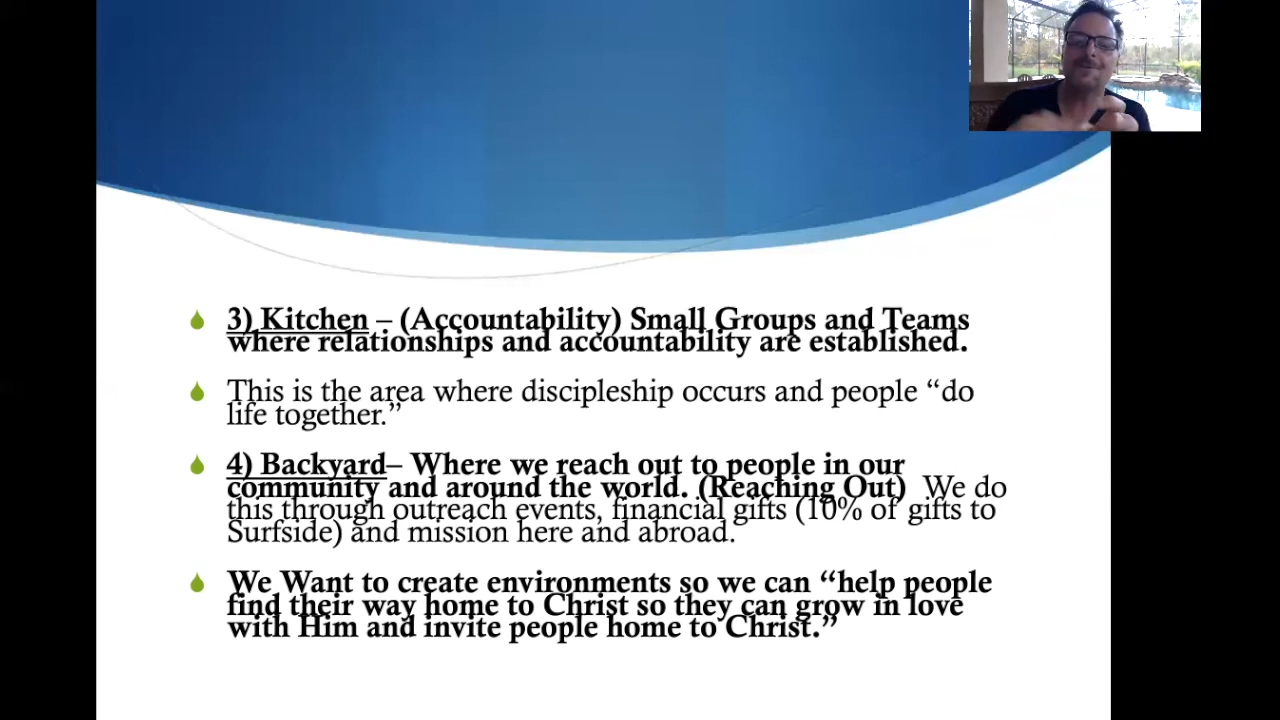 3) Kitchen – (Accountability) Small Groups and Teams
where relationships and accountability are established.
This is the area where discipleship occurs and people “do
life together.”
4) Backyard– Where we reach out to people in our
community and around the world. (Reaching Out) We do
this through outreach events, financial gifts (10% of gifts to
Surfside) and mission here and abroad.
We Want to create environments so we can “help people
find their way home to Christ so they can grow in love
with Him and invite people home to Christ.”